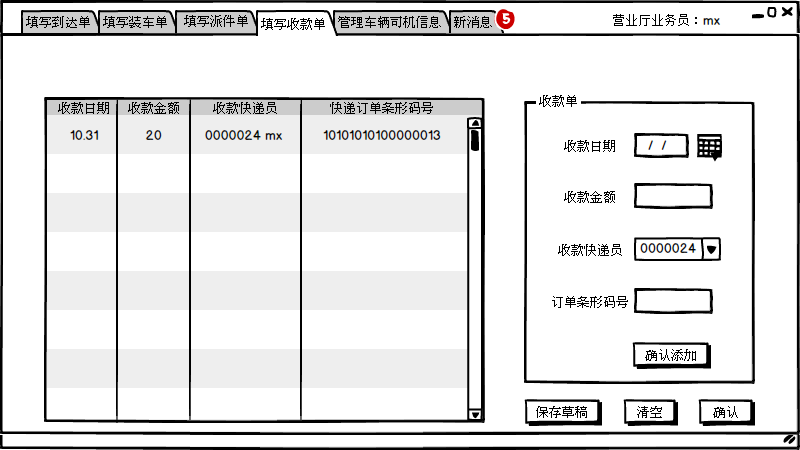 填写到达单 填写装车单 填写派件单 填写收款单 管理车辆司机信息 新消息 5 营业厅业务员：mx
收款日期 收款金额 收款快递员 快递订单条形码号
10.31 20 0000024 mx 10101010100000013
收款单
收款日期 / /
收款金额
收款快递员 0000024
订单条形码号
确认添加
保存草稿 清空 确认